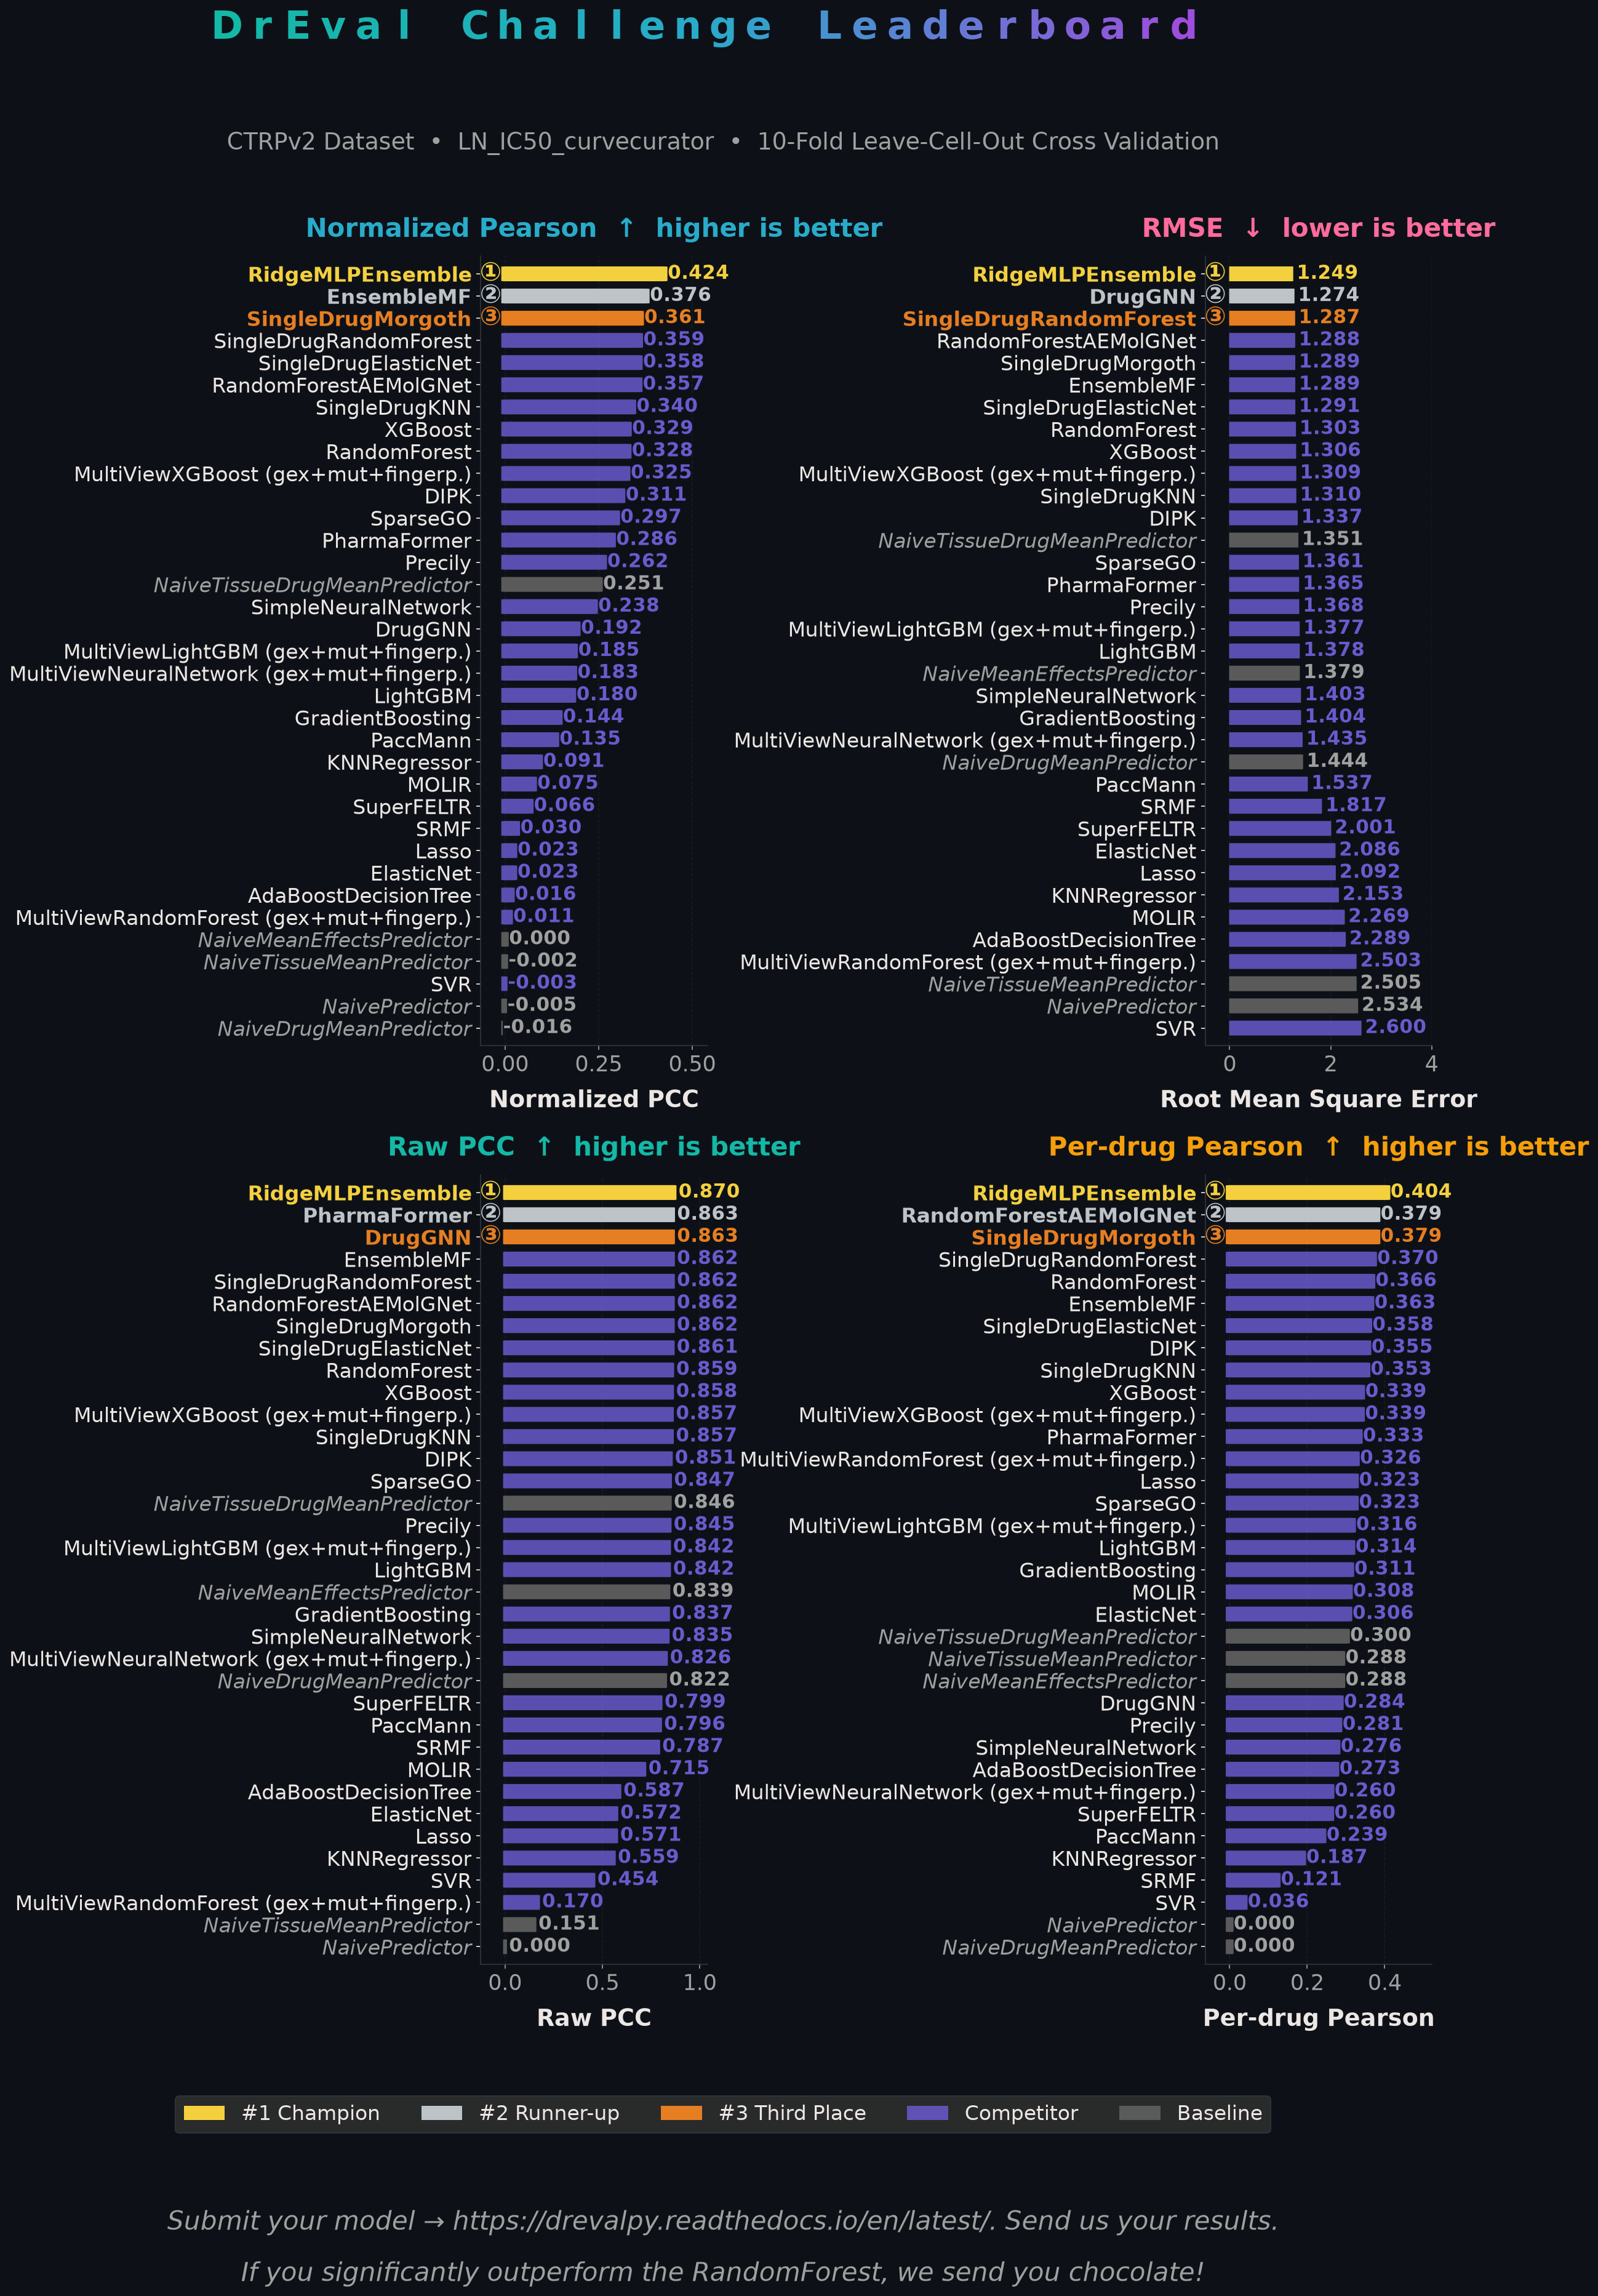 DrEval Challenge Leaderboard
CTRPv2 Dataset • LN_IC50_curvecurator • 10-Fold Leave-Cell-Out Cross Validation
Normalized Pearson ↑ higher is better
RidgeMLPEnsemble ① 0.424
EnsembleMF ② 0.376
SingleDrugMorgoth ③ 0.361
SingleDrugRandomForest 0.359
SingleDrugElasticNet 0.358
RandomForestAEMolGNet 0.357
SingleDrugKNN 0.340
XGBoost 0.329
RandomForest 0.328
MultiViewXGBoost (gex+mut+fingerp.) 0.325
DIPK 0.311
SparseGO 0.297
PharmaFormer 0.286
Precily 0.262
NaiveTissueDrugMeanPredictor 0.251
SimpleNeuralNetwork 0.238
DrugGNN 0.192
MultiViewLightGBM (gex+mut+fingerp.) 0.185
MultiViewNeuralNetwork (gex+mut+fingerp.) 0.183
LightGBM 0.180
GradientBoosting 0.144
PaccMann 0.135
KNNRegressor 0.091
MOLIR 0.075
SuperFELTR 0.066
SRMF 0.030
Lasso 0.023
ElasticNet 0.023
AdaBoostDecisionTree 0.016
MultiViewRandomForest (gex+mut+fingerp.) 0.011
NaiveMeanEffectsPredictor 0.000
NaiveTissueMeanPredictor -0.002
SVR -0.003
NaivePredictor -0.005
NaiveDrugMeanPredictor -0.016
0.00 0.25 0.50
Normalized PCC
RMSE ↓ lower is better
RidgeMLPEnsemble ① 1.249
DrugGNN ② 1.274
SingleDrugRandomForest ③ 1.287
RandomForestAEMolGNet 1.288
SingleDrugMorgoth 1.289
EnsembleMF 1.289
SingleDrugElasticNet 1.291
RandomForest 1.303
XGBoost 1.306
MultiViewXGBoost (gex+mut+fingerp.) 1.309
SingleDrugKNN 1.310
DIPK 1.337
NaiveTissueDrugMeanPredictor 1.351
SparseGO 1.361
PharmaFormer 1.365
Precily 1.368
MultiViewLightGBM (gex+mut+fingerp.) 1.377
LightGBM 1.378
NaiveMeanEffectsPredictor 1.379
SimpleNeuralNetwork 1.403
GradientBoosting 1.404
MultiViewNeuralNetwork (gex+mut+fingerp.) 1.435
NaiveDrugMeanPredictor 1.444
PaccMann 1.537
SRMF 1.817
SuperFELTR 2.001
ElasticNet 2.086
Lasso 2.092
KNNRegressor 2.153
MOLIR 2.269
AdaBoostDecisionTree 2.289
MultiViewRandomForest (gex+mut+fingerp.) 2.503
NaiveTissueMeanPredictor 2.505
NaivePredictor 2.534
SVR 2.600
0 2 4
Root Mean Square Error
Raw PCC ↑ higher is better
RidgeMLPEnsemble ① 0.870
PharmaFormer ② 0.863
DrugGNN ③ 0.863
EnsembleMF 0.862
SingleDrugRandomForest 0.862
RandomForestAEMolGNet 0.862
SingleDrugMorgoth 0.862
SingleDrugElasticNet 0.861
RandomForest 0.859
XGBoost 0.858
MultiViewXGBoost (gex+mut+fingerp.) 0.857
SingleDrugKNN 0.857
DIPK 0.851
SparseGO 0.847
NaiveTissueDrugMeanPredictor 0.846
Precily 0.845
MultiViewLightGBM (gex+mut+fingerp.) 0.842
LightGBM 0.842
NaiveMeanEffectsPredictor 0.839
GradientBoosting 0.837
SimpleNeuralNetwork 0.835
MultiViewNeuralNetwork (gex+mut+fingerp.) 0.826
NaiveDrugMeanPredictor 0.822
SuperFELTR 0.799
PaccMann 0.796
SRMF 0.787
MOLIR 0.715
AdaBoostDecisionTree 0.587
ElasticNet 0.572
Lasso 0.571
KNNRegressor 0.559
SVR 0.454
MultiViewRandomForest (gex+mut+fingerp.) 0.170
NaiveTissueMeanPredictor 0.151
NaivePredictor 0.000
0.0 0.5 1.0
Raw PCC
Per-drug Pearson ↑ higher is better
RidgeMLPEnsemble ① 0.404
RandomForestAEMolGNet ② 0.379
SingleDrugMorgoth ③ 0.379
SingleDrugRandomForest 0.370
RandomForest 0.366
EnsembleMF 0.363
SingleDrugElasticNet 0.358
DIPK 0.355
SingleDrugKNN 0.353
XGBoost 0.339
MultiViewXGBoost (gex+mut+fingerp.) 0.339
PharmaFormer 0.333
MultiViewRandomForest (gex+mut+fingerp.) 0.326
Lasso 0.323
SparseGO 0.323
MultiViewLightGBM (gex+mut+fingerp.) 0.316
LightGBM 0.314
GradientBoosting 0.311
MOLIR 0.308
ElasticNet 0.306
NaiveTissueDrugMeanPredictor 0.300
NaiveTissueMeanPredictor 0.288
NaiveMeanEffectsPredictor 0.288
DrugGNN 0.284
Precily 0.281
SimpleNeuralNetwork 0.276
AdaBoostDecisionTree 0.273
MultiViewNeuralNetwork (gex+mut+fingerp.) 0.260
SuperFELTR 0.260
PaccMann 0.239
KNNRegressor 0.187
SRMF 0.121
SVR 0.036
NaivePredictor 0.000
NaiveDrugMeanPredictor 0.000
0.0 0.2 0.4
Per-drug Pearson
#1 Champion #2 Runner-up #3 Third Place Competitor Baseline
Submit your model → https://drevalpy.readthedocs.io/en/latest/. Send us your results.
If you significantly outperform the RandomForest, we send you chocolate!